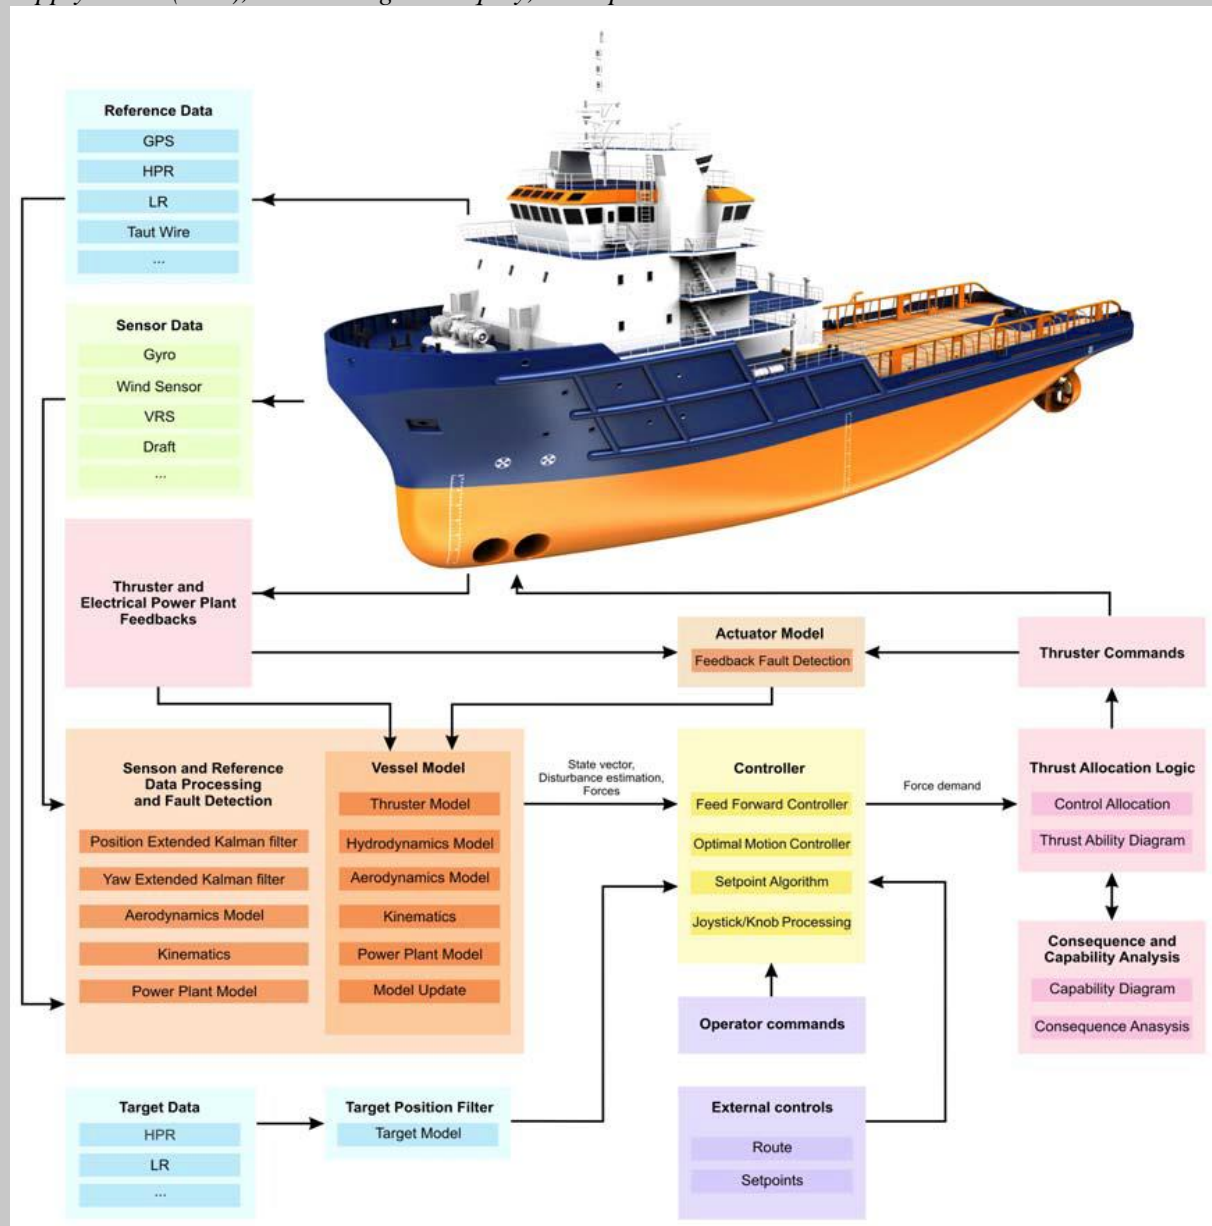 Reference Data
GPS
HPR
LR
Taut Wire
...
Sensor Data
Gyro
Wind Sensor
VRS
Draft
...
Thruster and
Electrical Power Plant
Feedbacks
Actuator Model
Feedback Fault Detection
Thruster Commands
Senson and Reference
Data Processing
and Fault Detection
Position Extended Kalman filter
Yaw Extended Kalman filter
Aerodynamics Model
Kinematics
Power Plant Model
Vessel Model
Thruster Model
Hydrodynamics Model
Aerodynamics Model
Kinematics
Power Plant Model
Model Update
State vector,
Disturbance estimation,
Forces
Controller
Feed Forward Controller
Optimal Motion Controller
Setpoint Algorithm
Joystick/Knob Processing
Force demand
Thrust Allocation Logic
Control Allocation
Thrust Ability Diagram
Consequence and
Capability Analysis
Capability Diagram
Consequence Anasysis
Operator commands
Target Data
HPR
LR
...
Target Position Filter
Target Model
External controls
Route
Setpoints